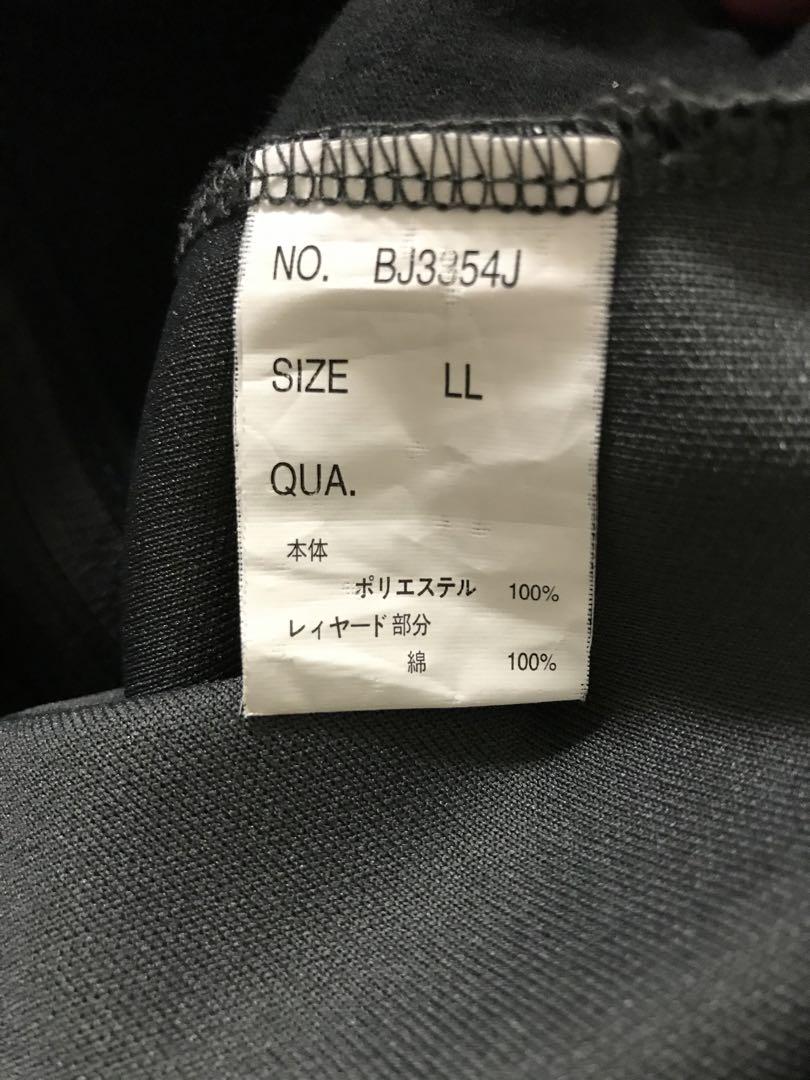 NO. BJ3354J
SIZE LL
QUA.
本体
ポリエステル 100%
レィヤード部分
綿 100%